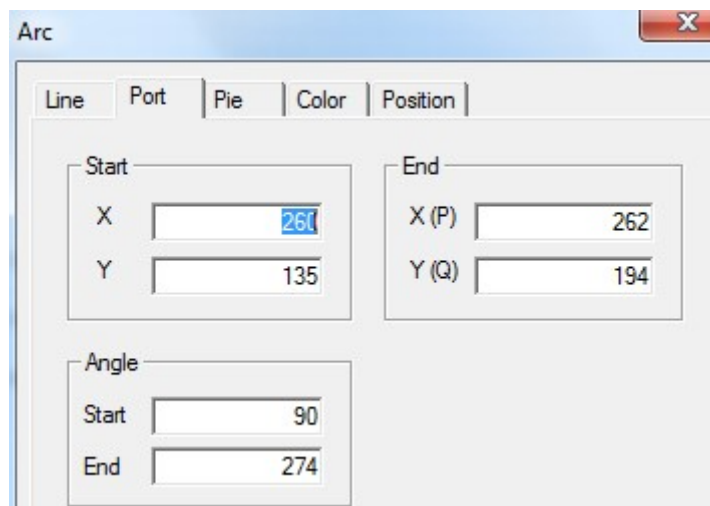 Arc
Line Port Pie Color Position
Start
X 260
Y 135
End
X (P) 262
Y (Q) 194
Angle
Start 90
End 274